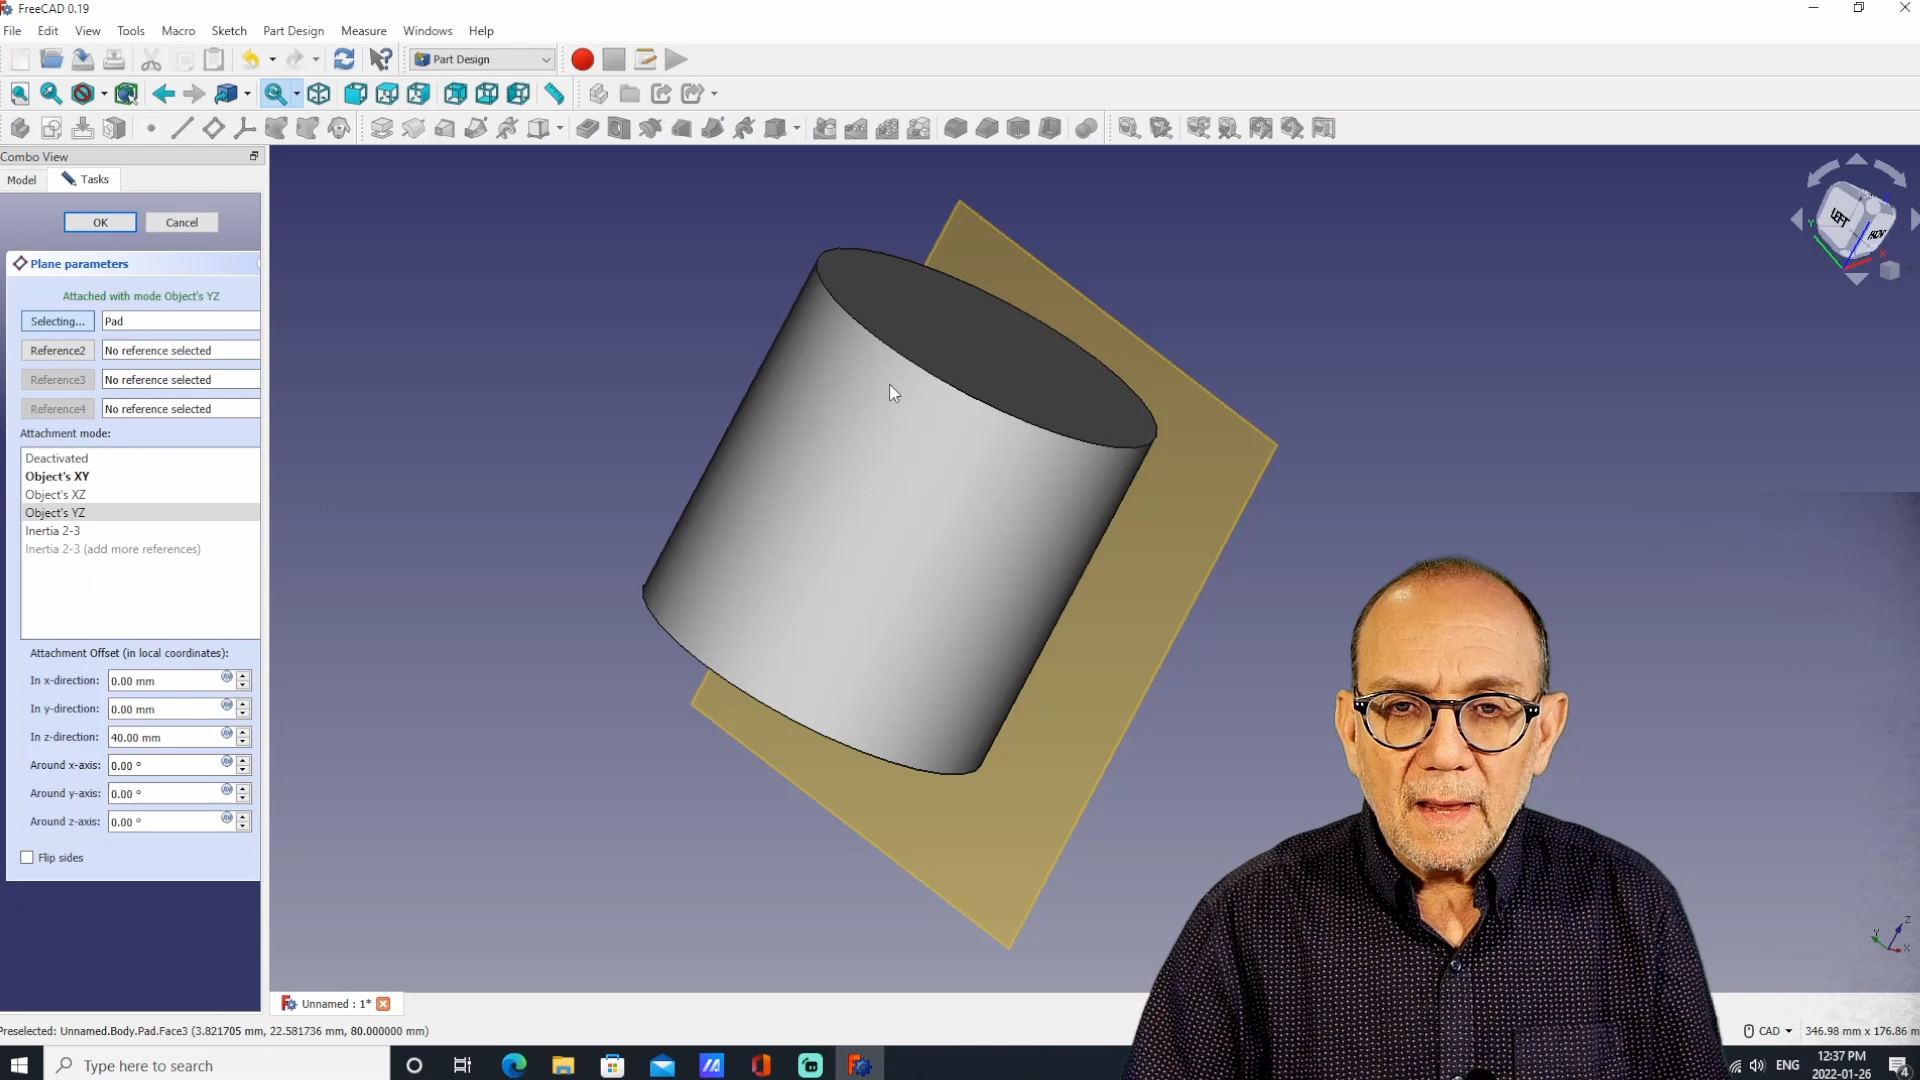 FreeCAD 0.19
File Edit View Tools Macro Sketch Part Design Measure Windows Help
Part Design
Combo View
Model Tasks
OK Cancel
Plane parameters
Attached with mode Object's YZ
Selecting... Pad
Reference2 No reference selected
Reference3 No reference selected
Reference4 No reference selected
Attachment mode:
Deactivated
Object's XY
Object's XZ
Object's YZ
Inertia 2-3
Inertia 2-3 (add more references)
Attachment Offset (in local coordinates):
In x-direction: 0.00 mm
In y-direction: 0.00 mm
In z-direction: 40.00 mm
Around x-axis: 0.00 °
Around y-axis: 0.00 °
Around z-axis: 0.00 °
Flip sides
LEFT
Y
X
Z
Y
X
Unnamed : 1*
Preselected: Unnamed.Body.Pad.Face3 (3.821705 mm, 22.581736 mm, 80.000000 mm)
CAD 346.98 mm x 176.86 m
Type here to search
ENG
12:37 PM
2022-01-26
4